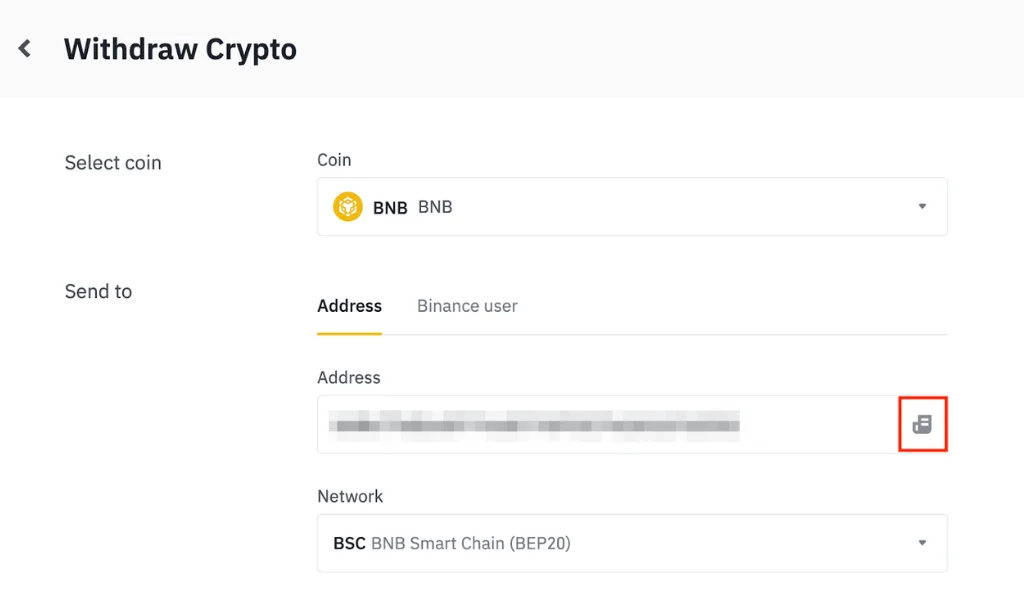 Withdraw Crypto
Select coin
Coin
BNB BNB
Send to
Address Binance user
Address
Network
BSC BNB Smart Chain (BEP20)